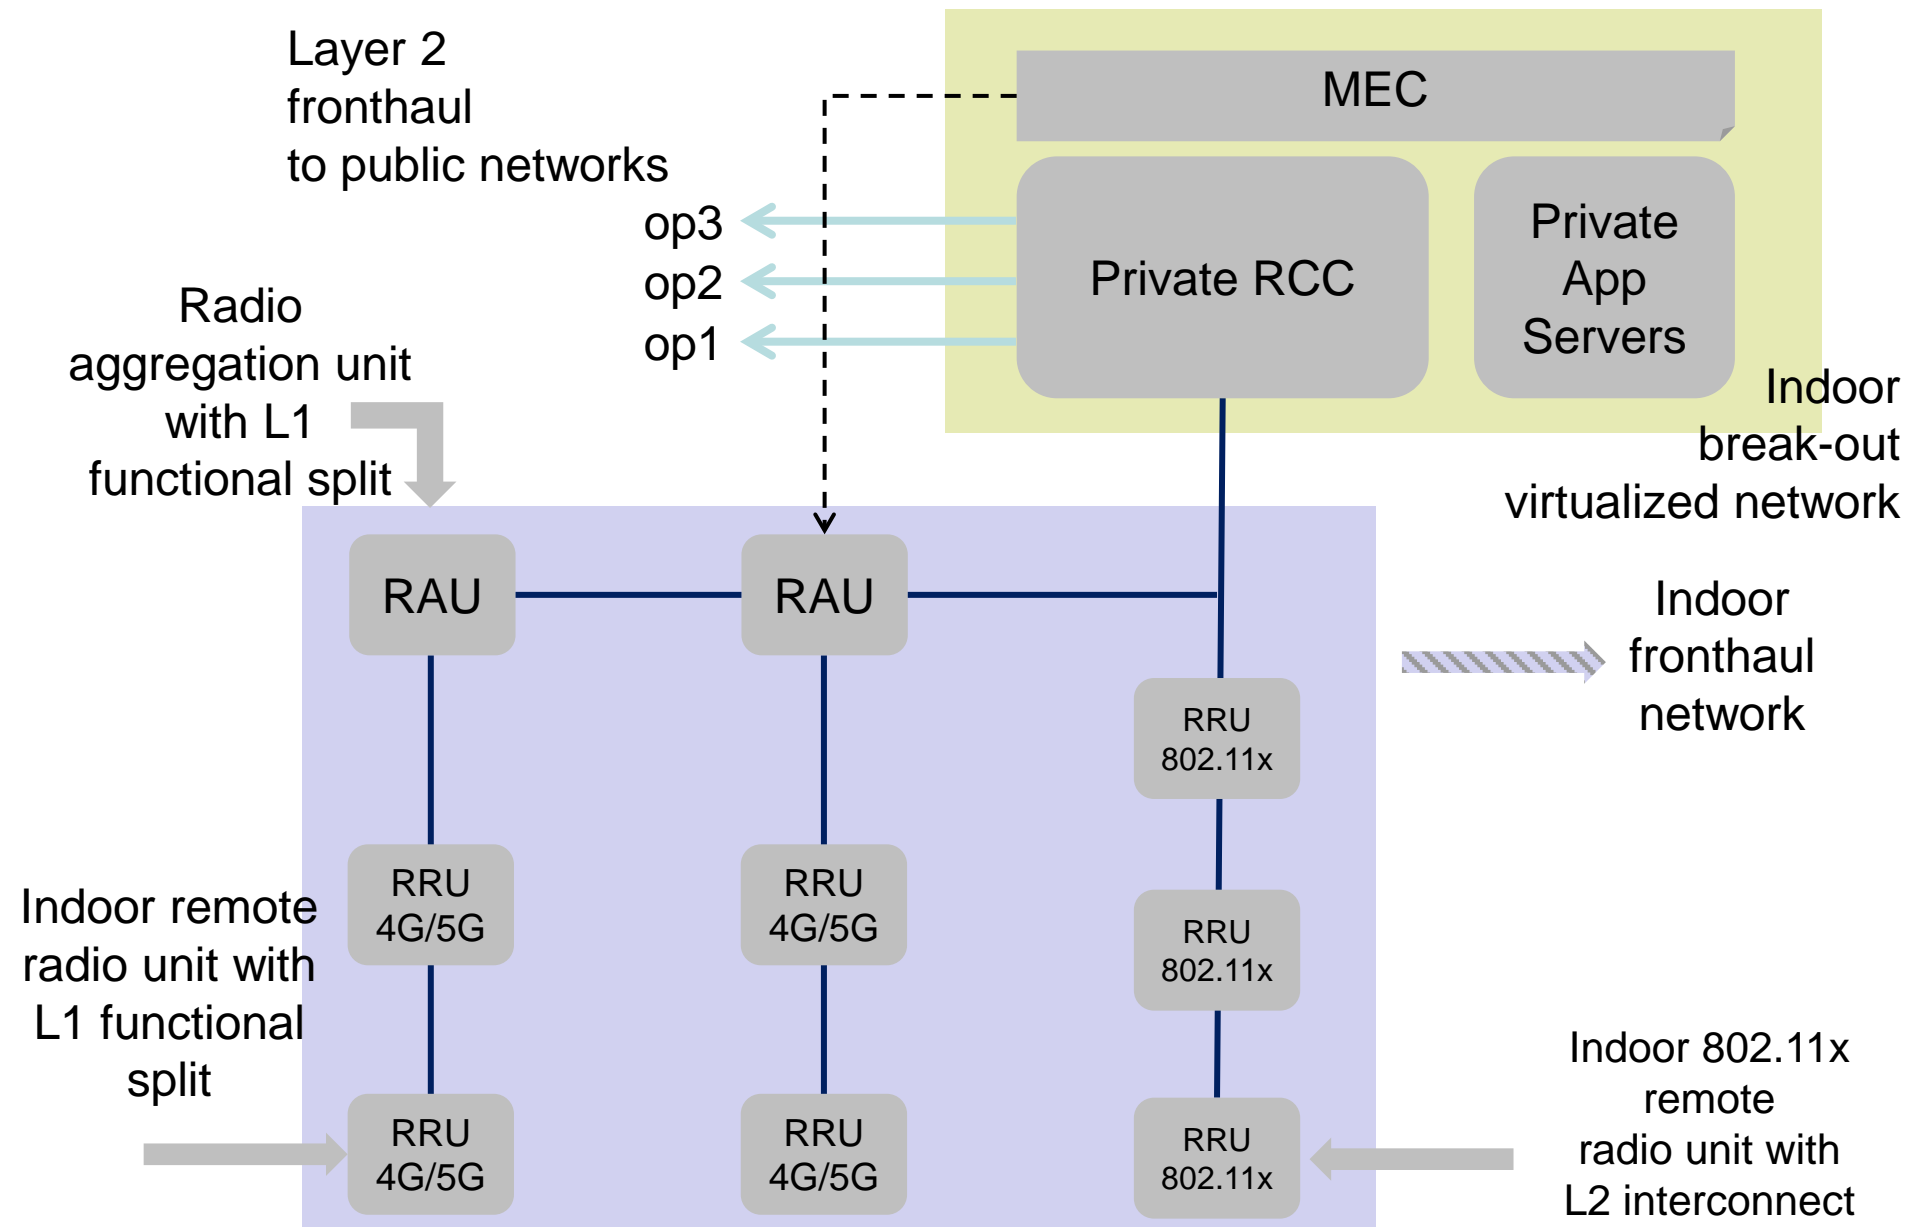 Layer 2
fronthaul
to public networks
MEC
op3
op2
op1
Private RCC
Private
App
Servers
Radio
aggregation unit
with L1
functional split
Indoor
break-out
virtualized network
RAU
RAU
Indoor
fronthaul
network
RRU
802.11x
RRU
4G/5G
RRU
4G/5G
RRU
802.11x
Indoor remote
radio unit with
L1 functional
split
RRU
4G/5G
RRU
4G/5G
RRU
802.11x
Indoor 802.11x
remote
radio unit with
L2 interconnect